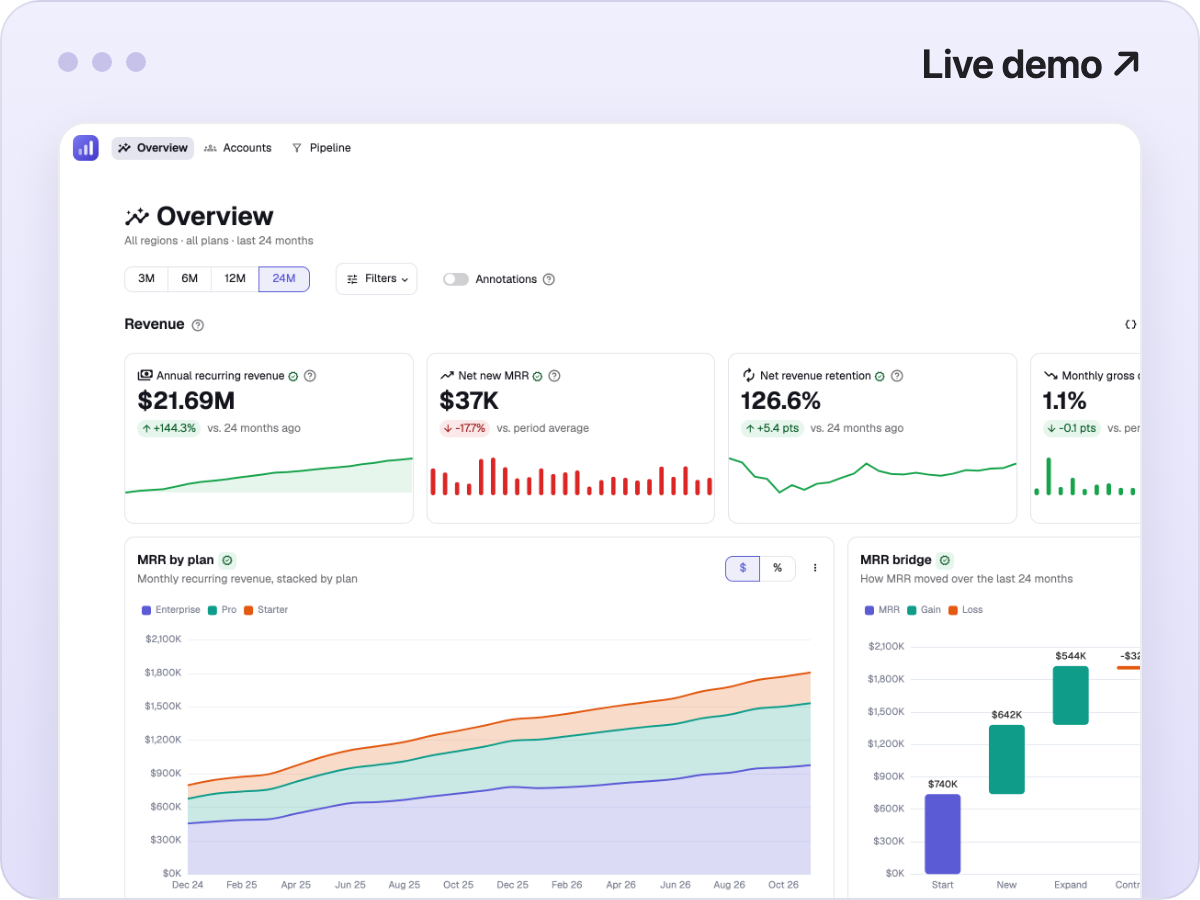 Live demo
Overview Accounts Pipeline
Overview
All regions · all plans · last 24 months
3M 6M 12M 24M Filters Annotations
Revenue
Annual recurring revenue
$21.69M
+144.3% vs. 24 months ago
Net new MRR
$37K
-17.7% vs. period average
Net revenue retention
126.6%
+5.4 pts vs. 24 months ago
Monthly gross
1.1%
-0.1 pts vs.
MRR by plan
Monthly recurring revenue, stacked by plan
$ %
Enterprise Pro Starter
$2,100K
$1,800K
$1,500K
$1,200K
$900K
$600K
$300K
$0K
Dec 24 Feb 25 Apr 25 Jun 25 Aug 25 Oct 25 Dec 25 Feb 26 Apr 26 Jun 26 Aug 26 Oct 26
MRR bridge
How MRR moved over the last 24 months
MRR Gain Loss
$2,100K
$1,800K
$1,500K
$1,200K
$900K
$600K
$300K
$0K
$740K
$642K
$544K
Start New Expand